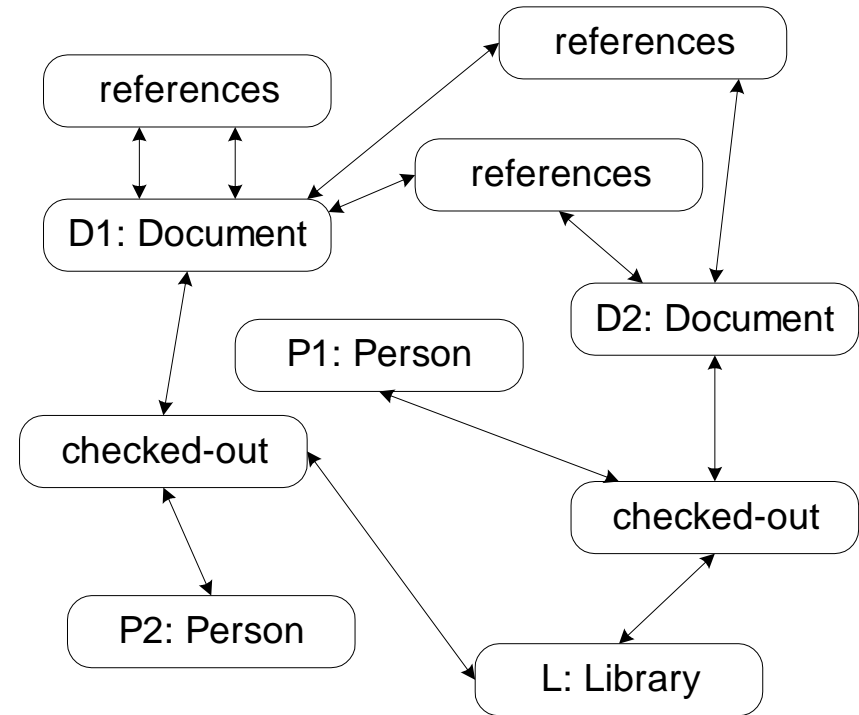 references
references
references
D1: Document
D2: Document
P1: Person
checked-out
checked-out
P2: Person
L: Library